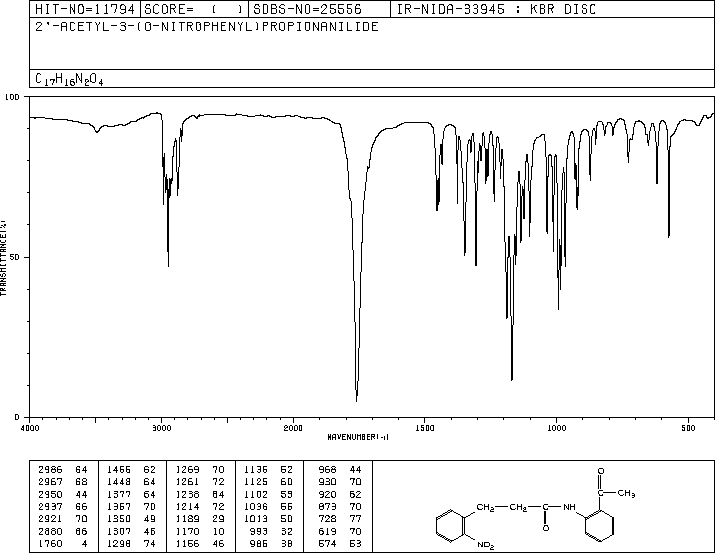 HIT-NO=11794 SCORE= ( ) SDBS-NO=25556 IR-NIDA-33945 : KBR DISC
2'-ACETYL-3-(O-NITROPHENYL)PROPIONANILIDE
C17H16N2O4
100
50
0
TRANSMITTANCE(%)
4000 3000 2000 1500 1000 500
WAVENUMBER(-1)
2986 64 1456 62 1269 70 1136 52 968 44
2967 68 1448 64 1261 72 1125 60 930 70
2950 44 1377 64 1238 64 1102 53 920 62
2937 66 1367 70 1214 72 1036 55 873 70
2921 70 1350 49 1189 29 1013 50 728 77
2880 66 1307 46 1170 10 993 32 619 70
1760 4 1298 74 1156 46 986 38 574 53
O
CH2 CH2 C NH C CH3
O
NO2